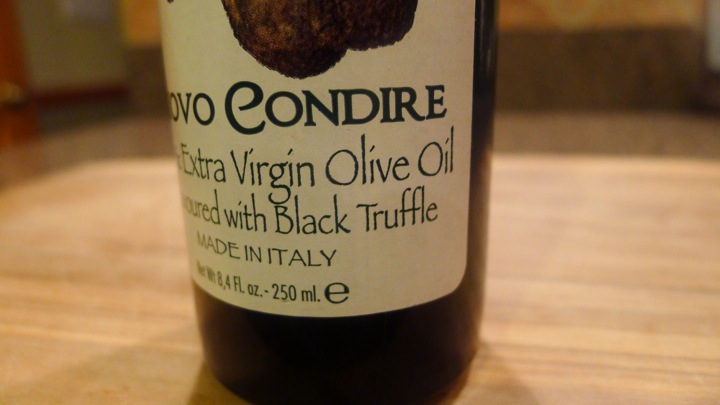 ovo Condire
Extra Virgin Olive Oil
oured with Black Truffle
MADE IN ITALY
Net Wt 8,4 Fl. oz. - 250 ml. ℮